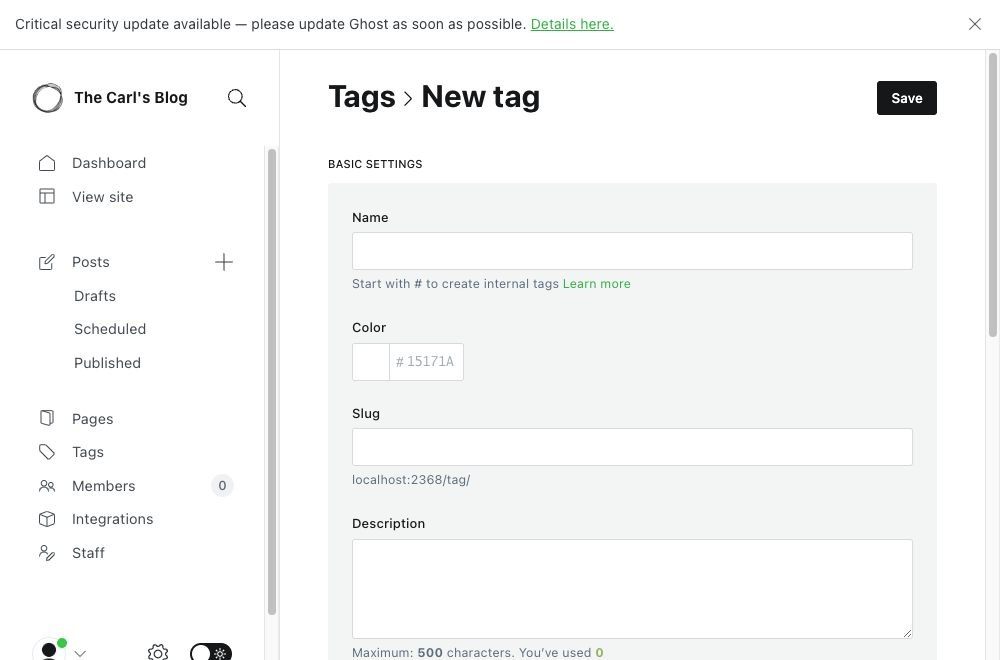 Critical security update available — please update Ghost as soon as possible. Details here.
The Carl's Blog
Dashboard
View site
Posts
Drafts
Scheduled
Published
Pages
Tags
Members 0
Integrations
Staff
Tags > New tag
Save
BASIC SETTINGS
Name
Start with # to create internal tags Learn more
Color
# 15171A
Slug
localhost:2368/tag/
Description
Maximum: 500 characters. You've used 0